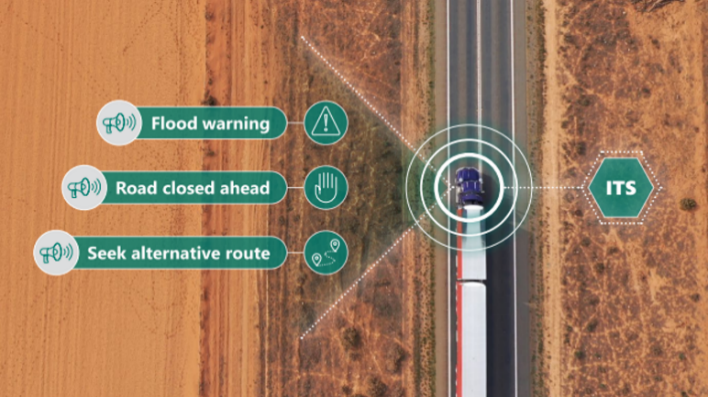 Flood warning
Road closed ahead
ITS
Seek alternative route